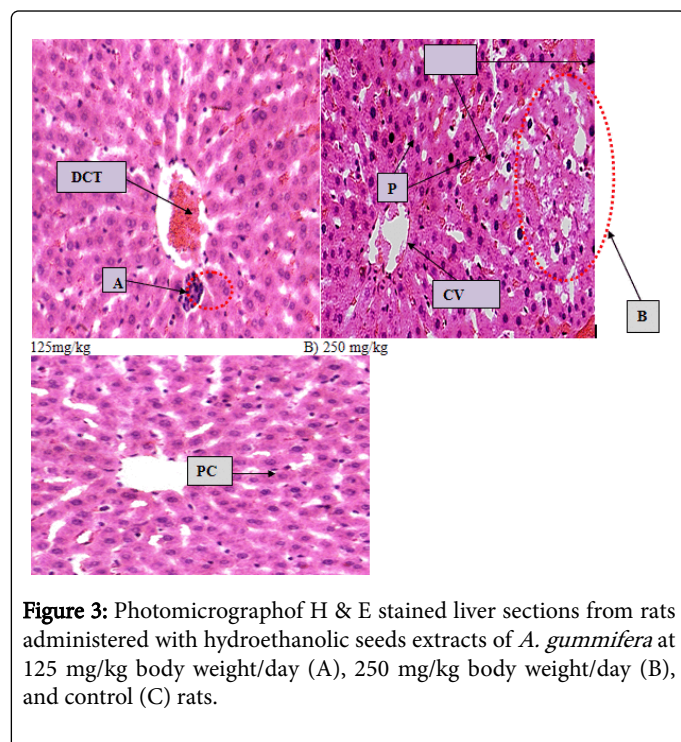 DCT
A
P
CV
B
125mg/kg
B) 250 mg/kg
PC
Figure 3: Photomicrographof H & E stained liver sections from rats
administered with hydroethanolic seeds extracts of A. gummifera at
125 mg/kg body weight/day (A), 250 mg/kg body weight/day (B),
and control (C) rats.